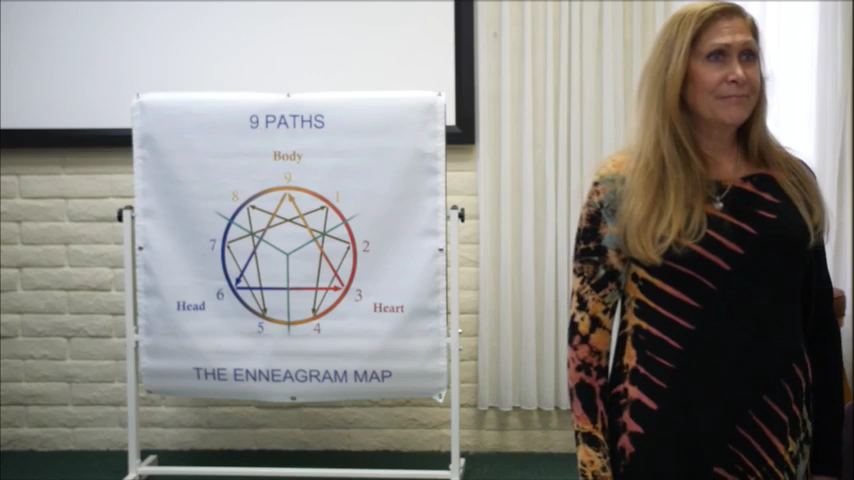 9 PATHS
Body
9
8 1
7 2
6 3
Head Heart
5 4
THE ENNEAGRAM MAP